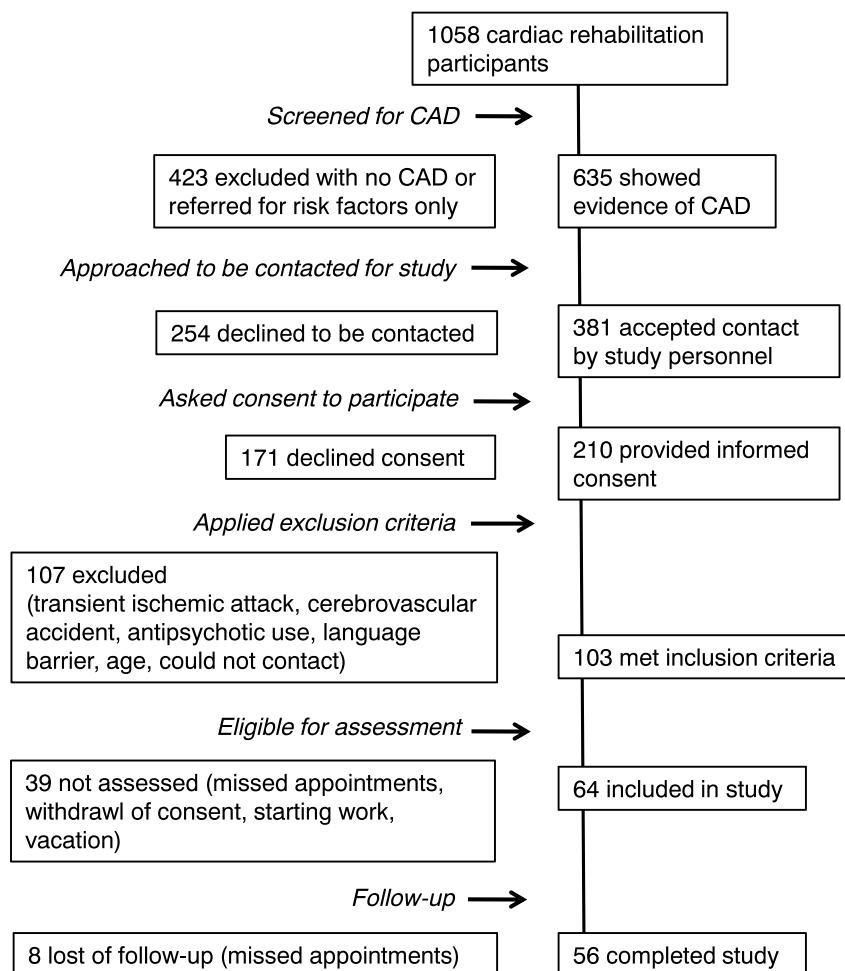 1058 cardiac rehabilitation
participants
Screened for CAD
423 excluded with no CAD or
referred for risk factors only
635 showed
evidence of CAD
Approached to be contacted for study
254 declined to be contacted
381 accepted contact
by study personnel
Asked consent to participate
171 declined consent
210 provided informed
consent
Applied exclusion criteria
107 excluded
(transient ischemic attack, cerebrovascular
accident, antipsychotic use, language
barrier, age, could not contact)
103 met inclusion criteria
Eligible for assessment
39 not assessed (missed appointments,
withdrawl of consent, starting work,
vacation)
64 included in study
Follow-up
8 lost of follow-up (missed appointments)
56 completed study